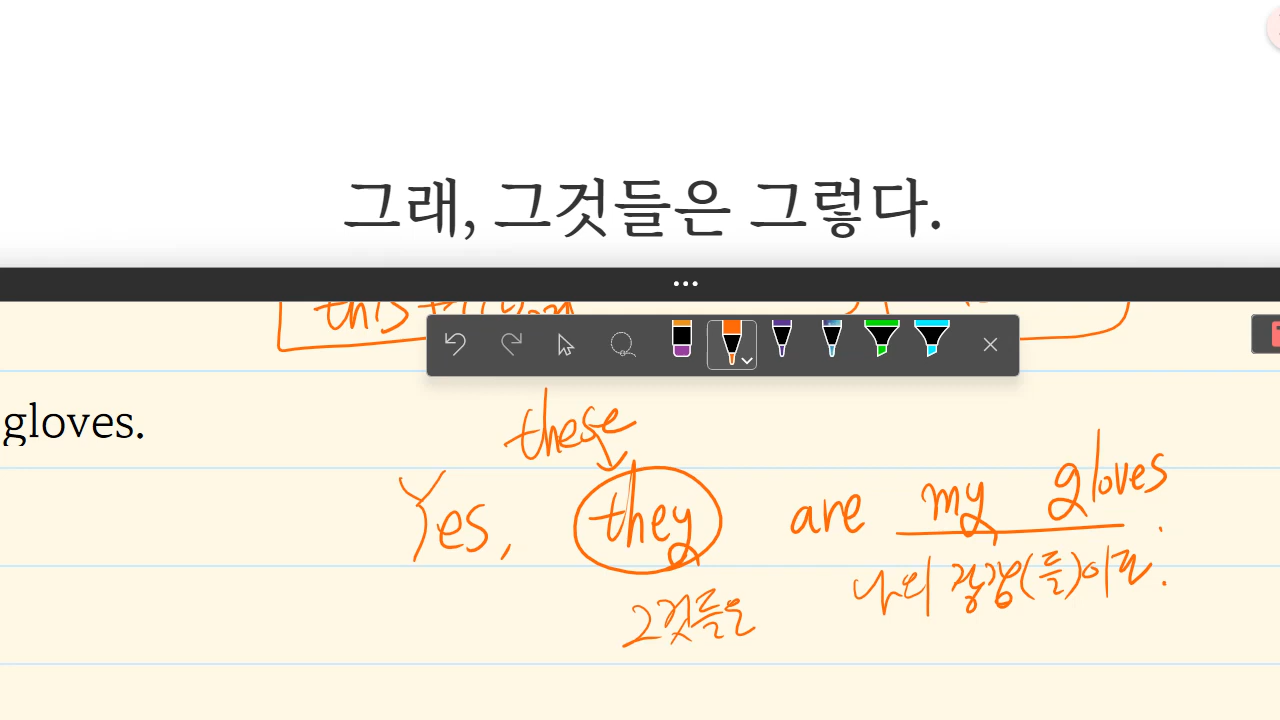 그래, 그것들은 그렇다.
this
gloves.
these
Yes, they are my gloves.
그것들은
나의 장갑(들)이다.